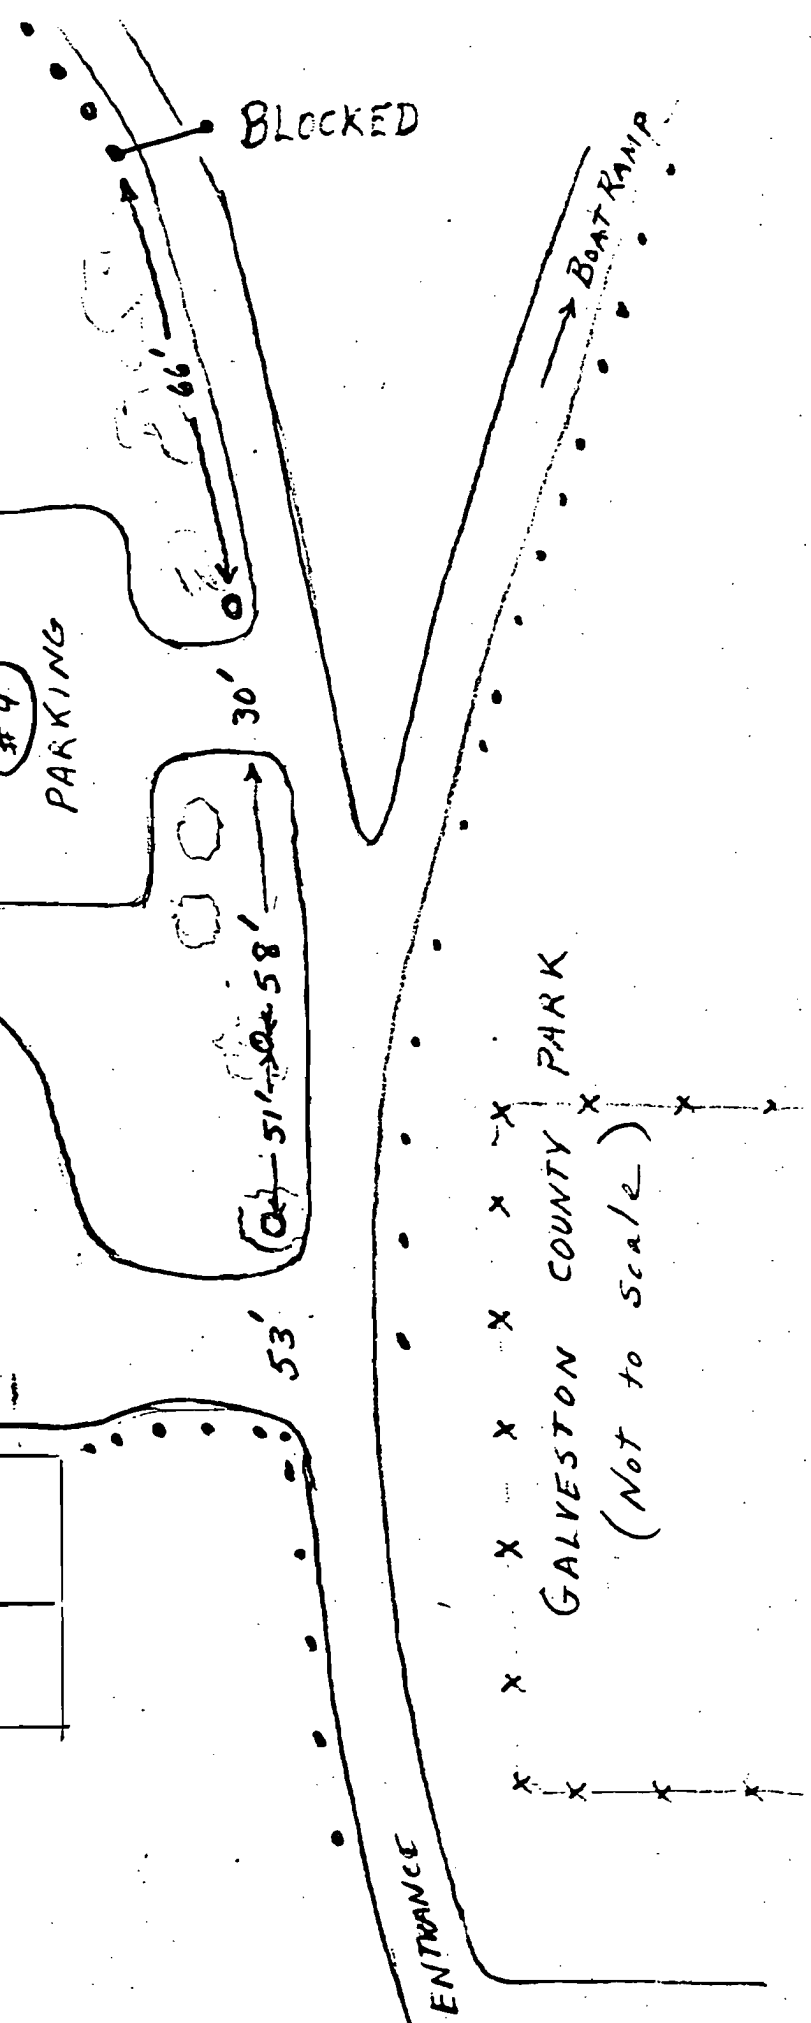 BLOCKED
BOAT RAMP
66'
#4
PARKING
30'
58'
51'
53'
GALVESTON COUNTY PARK
(Not to scale)
ENTRANCE